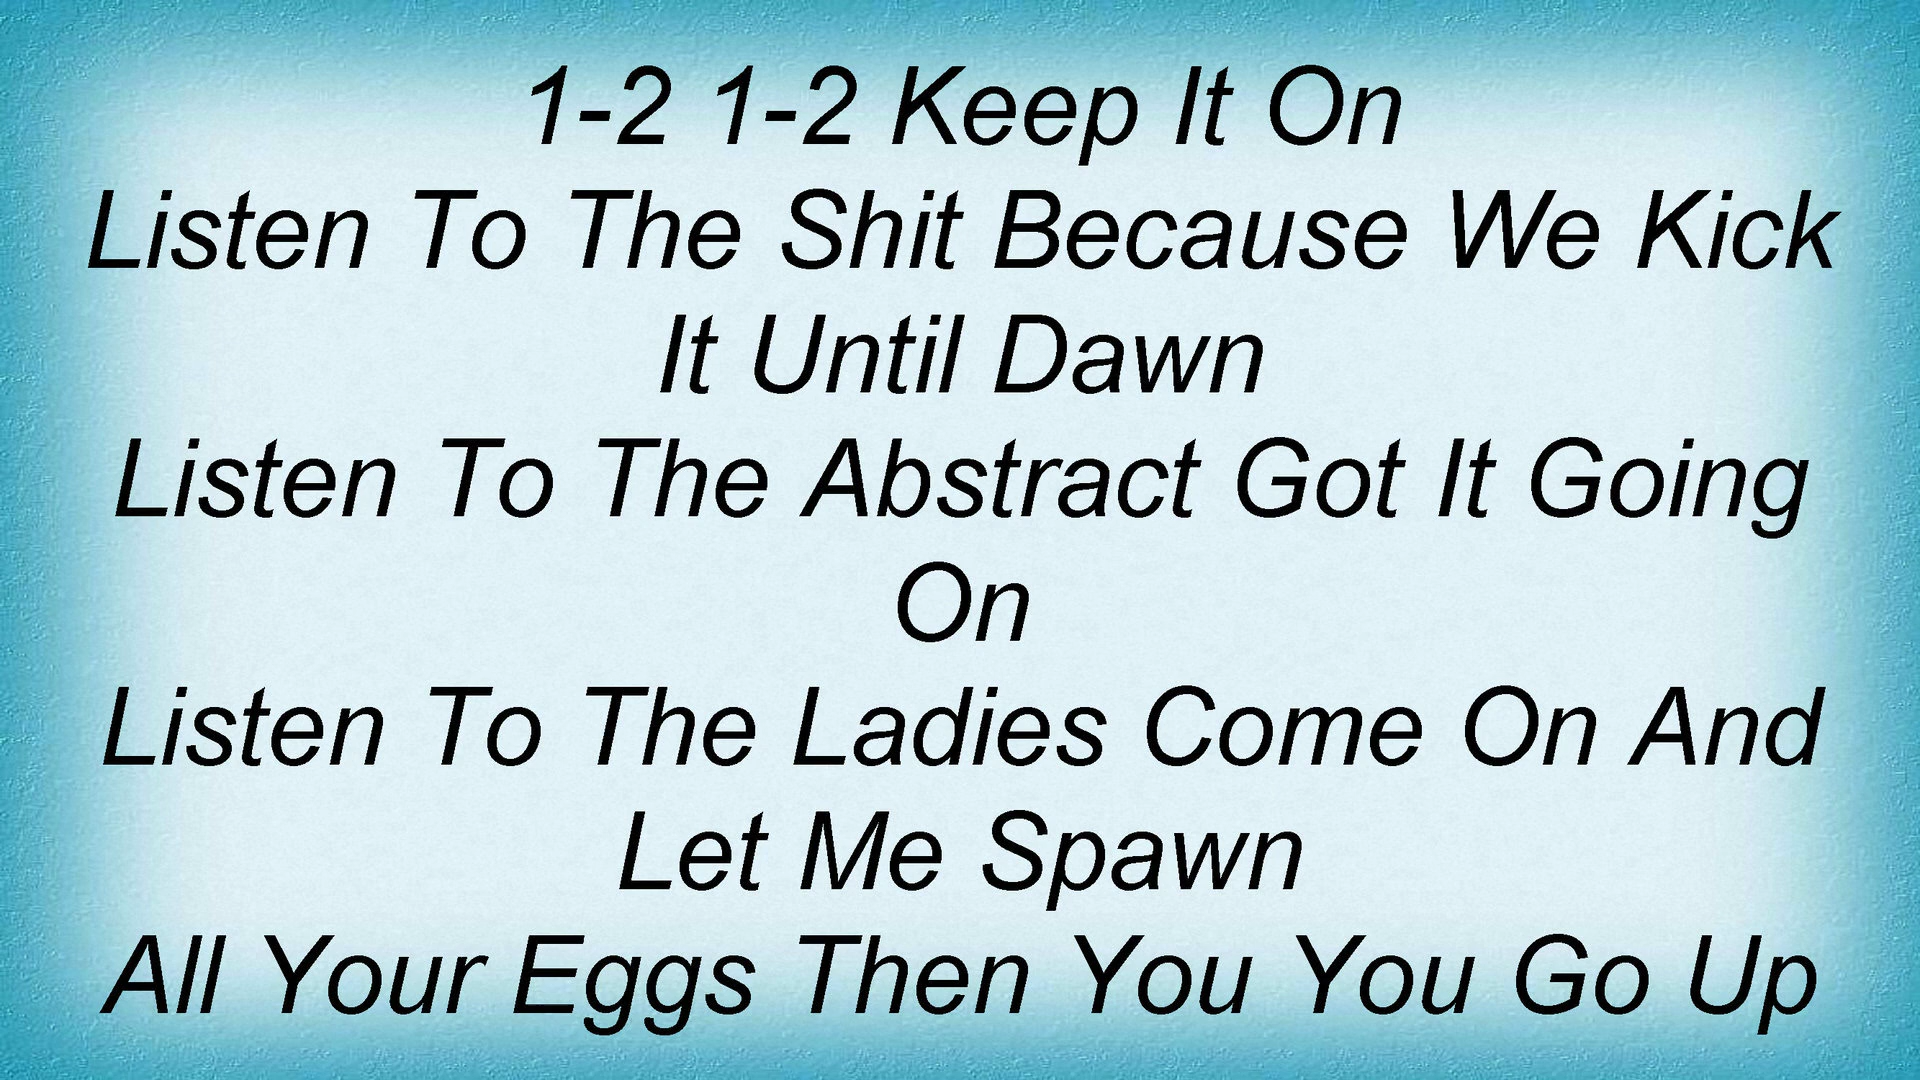 1-2 1-2 Keep It On
Listen To The Shit Because We Kick
It Until Dawn
Listen To The Abstract Got It Going
On
Listen To The Ladies Come On And
Let Me Spawn
All Your Eggs Then You You Go Up